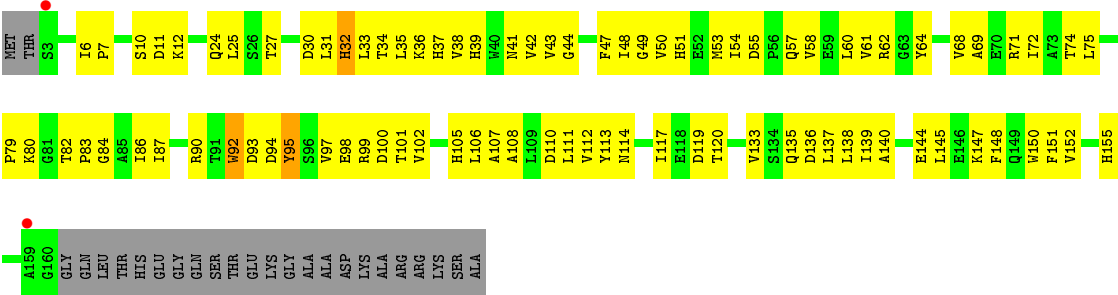 MET THR S3 I6 P7 S10 D11 K12 Q24 L25 S26 T27 D30 L31 H32 L33 T34 L35 K36 H37 V38 H39 W40 N41 V42 V43 G44 F47 I48 G49 V50 H51 E52 M53 I54 D55 P56 Q57 V58 E59 L60 V61 R62 G63 Y64 V68 A69 E70 R71 I72 A73 T74 L75
P79 K80 G81 T82 P83 G84 A85 I86 I87 R90 T91 W92 D93 D94 Y95 S96 V97 E98 R99 D100 T101 V102 H105 L106 A107 A108 L109 D110 L111 V112 Y113 N114 I117 E118 D119 T120 V133 S134 Q135 D136 L137 L138 I139 A140 E144 L145 E146 K147 F148 Q149 W150 F151 V152 H155
A159 G160 GLY GLN LEU THR HIS GLU GLY GLN SER THR GLU LYS GLY ALA ALA ASP LYS ALA ARG ARG LYS SER ALA